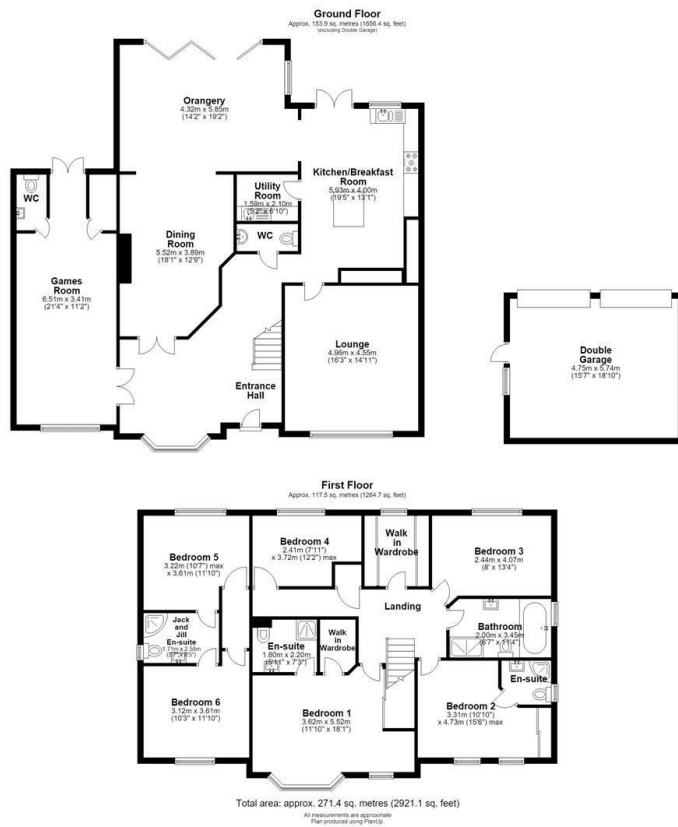 Ground Floor
Approx. 153.9 sq. metres (1656.4 sq. feet)
(excluding Double Garage)
Orangery
4.32m x 5.85m
(14'2" x 19'2")
Kitchen/Breakfast
Room
5.93m x 4.00m
(19'5" x 13'1")
WC
Utility
Room
1.59m x 2.10m
(5'2" x 6'10")
Dining
Room
5.52m x 3.89m
(18'1" x 12'9")
WC
Games
Room
6.51m x 3.41m
(21'4" x 11'2")
Lounge
4.96m x 4.55m
(16'3" x 14'11")
Entrance
Hall
Double
Garage
4.75m x 5.74m
(15'7" x 18'10")
First Floor
Approx. 117.5 sq. metres (1264.7 sq. feet)
Bedroom 5
3.22m (10'7") max
x 3.61m (11'10")
Bedroom 4
2.41m (7'11")
x 3.72m (12'2") max
Walk
in
Wardrobe
Bedroom 3
2.44m x 4.07m
(8' x 13'4")
Landing
Jack
and
Jill
En-suite
1.71m x 2.58m
En-suite
1.80m x 2.20m
(5'11" x 7'3")
Walk
in
Wardrobe
Bathroom
2.00m x 3.45m
(6'7" x 11'4")
En-suite
Bedroom 6
3.12m x 3.61m
(10'3" x 11'10")
Bedroom 1
3.62m x 5.52m
(11'10" x 18'1")
Bedroom 2
3.31m (10'10")
x 4.73m (15'6") max
Total area: approx. 271.4 sq. metres (2921.1 sq. feet)
All measurements are approximate
Plan produced using PlanUp.